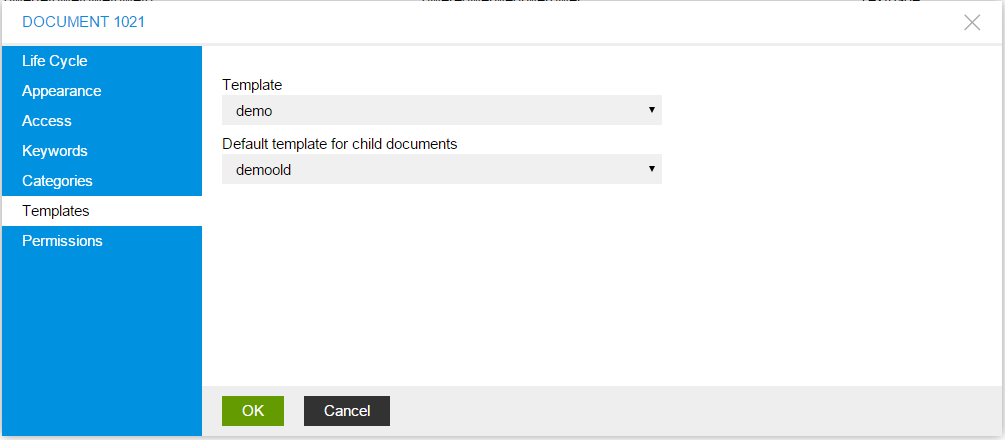 DOCUMENT 1021
Life Cycle
Appearance
Access
Keywords
Categories
Templates
Permissions
Template
demo
Default template for child documents
demoold
OK
Cancel